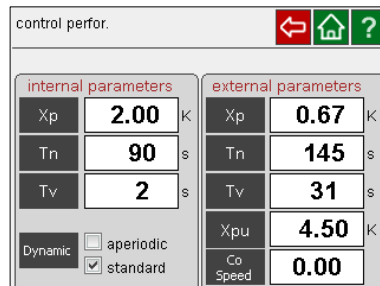 control perfor.
?
internal parameters
Xp 2.00 K
Tn 90 s
Tv 2 s
Dynamic
aperiodic
standard
external parameters
Xp 0.67 K
Tn 145 s
Tv 31 s
Xpu 4.50 K
Co
Speed 0.00